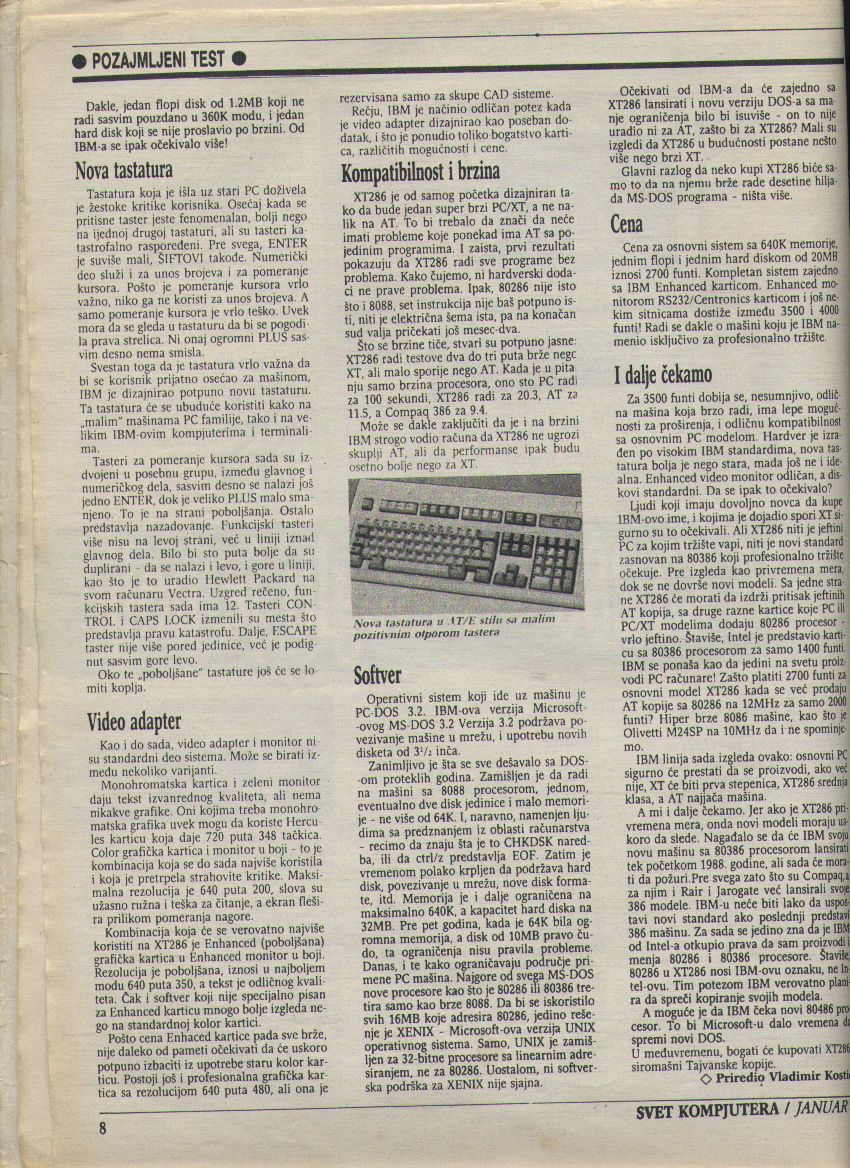 ● POZAJMLJENI TEST ●
Dakle, jedan flopi disk od 1.2MB koji ne
radi sasvim pouzdano u 360K modu, i jedan
hard disk koji se nije proslavio po brzini. Od
IBM-a se ipak očekivalo više!
Nova tastatura
Tastatura koja je išla uz stari PC doživela
je žestoke kritike korisnika. Osećaj kada se
pritisne taster jeste fenomenalan, bolji nego
na ijednoj drugoj tastaturi, ali su tasteri ka-
tastrofalno raspoređeni. Pre svega, ENTER
je suviše mali, ŠIFTOVI takođe. Numerički
deo služi i za unos brojeva i za pomeranje
kursora. Pošto je pomeranje kursora vrlo
važno, niko ga ne koristi za unos brojeva. A
samo pomeranje kursora je vrlo teško. Uvek
mora da se gleda u tastaturu da bi se pogodi-
la prava strelica. Ni onaj ogromni PLUS sas-
vim desno nema smisla.
Svestan toga da je tastatura vrlo važna da
bi se korisnik prijatno osećao za mašinom,
IBM je dizajnirao potpuno novu tastaturu.
Ta tastatura će se ubuduće koristiti kako na
„malim” mašinama PC familije, tako i na ve-
likim IBM-ovim kompjuterima i terminali-
ma.
Tasteri za pomeranje kursora sada su iz-
dvojeni u posebnu grupu, između glavnog i
numeričkog dela, sasvim desno se nalazi još
jedno ENTER, dok je veliko PLUS malo sma-
njeno. To je na strani poboljšanja. Ostalo
predstavlja nazadovanje. Funkcijski tasteri
više nisu na levoj strani, već u liniji iznad
glavnog dela. Bilo bi sto puta bolje da su
duplirani - da se nalazi i levo, i gore u liniji,
kao što je to uradio Hewlett Packard na
svom računaru Vectra. Uzgred rečeno, fun-
kcijskih tastera sada ima 12. Tasteri CON-
TROL i CAPS LOCK izmenili su mesta što
predstavlja pravu katastrofu. Dalje, ESCAPE
taster nije više pored jedinice, već je podig-
nut sasvim gore levo.
Oko te „poboljšane” tastature još će se lo-
miti koplja.
Video adapter
Kao i do sada, video adapter i monitor ni-
su standardni deo sistema. Može se birati iz-
među nekoliko varijanti.
Monohromatska kartica i zeleni monitor
daju tekst izvanrednog kvaliteta, ali nema
nikakve grafike. Oni kojima treba monohro-
matska grafika uvek mogu da koriste Hercu-
les karticu koja daje 720 puta 348 tačkica.
Color grafička kartica i monitor u boji - to je
kombinacija koja se do sada najviše koristila
i koja je pretrpela strahovite kritike. Maksi-
malna rezolucija je 640 puta 200, slova su
užasno ružna i teška za čitanje, a ekran fleši-
ra prilikom pomeranja nagore.
Kombinacija koja će se verovatno najviše
koristiti na XT286 je Enhanced (poboljšana)
grafička kartica u Enhanced monitor u boji.
Rezolucija je poboljšana, iznosi u najboljem
modu 640 puta 350, a tekst je odličnog kvali-
teta. Čak i softver koji nije specijalno pisan
za Enhanced karticu mnogo bolje izgleda ne-
go na standardnoj kolor kartici.
Pošto cena Enhaced kartice pada sve brže,
nije daleko od pameti očekivati da će uskoro
potpuno izbaciti iz upotrebe staru kolor kar-
ticu. Postoji još i profesionalna grafička kar-
tica sa rezolucijom 640 puta 480, ali ona je
rezervisana samo za skupe CAD sisteme.
Rečju, IBM je načinio odličan potez kada
je video adapter dizajnirao kao poseban do-
datak, i što je ponudio toliko bogatstvo karti-
ca, različitih mogućnosti i cene.
Kompatibilnost i brzina
XT286 je od samog početka dizajniran ta-
ko da bude jedan super brzi PC/XT, a ne na-
lik na AT. To bi trebalo da znači da neće
imati probleme koje ponekad ima AT sa po-
jedinim programima. I zaista, prvi rezultati
pokazuju da XT286 radi sve programe bez
problema. Kako čujemo, ni hardverski doda-
ci ne prave problema. Ipak, 80286 nije isto
što i 8088, set instrukcija nije baš potpuno is-
ti, niti je električna šema ista, pa na konačan
sud valja pričekati još mesec-dva.
Što se brzine tiče, stvari su potpuno jasne:
XT286 radi testove dva do tri puta brže nego
XT, ali malo sporije nego AT. Kada je u pita
nju samo brzina procesora, ono sto PC radi
za 100 sekundi, XT286 radi za 20.3, AT za
11.5, a Compaq 386 za 9.4.
Može se dakle zaključiti da je i na brzini
IBM strogo vodio računa da XT286 ne ugrozi
skuplji AT, ali da performanse ipak budu
osetno bolje nego za XT.
Nova tastatura u AT/E stilu sa malim
pozitivnim otporom tastera
Softver
Operativni sistem koji ide uz mašinu je
PC-DOS 3.2. IBM-ova verzija Microsoft-
-ovog MS-DOS 3.2 Verzija 3.2 podržava po-
vezivanje mašine u mrežu, i upotrebu novih
disketa od 3¹/₂ inča.
Zanimljivo je šta se sve dešavalo sa DOS-
-om proteklih godina. Zamišljen je da radi
na mašini sa 8088 procesorom, jednom,
eventualno dve disk jedinice i malo memori-
je - ne više od 64K. I, naravno, namenjen lju-
dima sa predznanjem iz oblasti računarstva
- recimo da znaju šta je to CHKDSK nared-
ba, ili da ctrl/z predstavlja EOF. Zatim je
vremenom polako krpljen da podržava hard
disk, povezivanje u mrežu, nove disk forma-
te, itd. Memorija je i dalje ograničena na
maksimalno 640K, a kapacitet hard diska na
32MB. Pre pet godina, kada je 64K bila og-
romna memorija, a disk od 10MB pravo ču-
do, ta ograničenja nisu pravila probleme.
Danas, i te kako ograničavaju područje pri-
mene PC mašina. Najgore od svega MS-DOS
nove procesore kao što je 80286 ili 80386 tre-
tira samo kao brze 8088. Da bi se iskoristilo
svih 16MB koje adresira 80286, jedino reše-
nje je XENIX - Microsoft-ova verzija UNIX
operativnog sistema. Samo, UNIX je zamiš-
ljen za 32-bitne procesore sa linearnim adre-
siranjem, ne za 80286. Uostalom, ni softver-
ska podrška za XENIX nije sjajna.
Očekivati od IBM-a da će zajedno sa
XT286 lansirati i novu verziju DOS-a sa ma-
nje ograničenja bilo bi isuviše - on to nije
uradio ni za AT, zašto bi za XT286? Mali su
izgledi da XT286 u budućnosti postane nešto
više nego brzi XT.
Glavni razlog da neko kupi XT286 biće sa-
mo to da na njemu brže rade desetine hilja-
da MS-DOS programa - ništa više.
Cena
Cena za osnovni sistem sa 640K memorije,
jednim flopi i jednim hard diskom od 20MB
iznosi 2700 funti. Kompletan sistem zajedno
sa IBM Enhanced karticom. Enhanced mo-
nitorom RS232/Centronics karticom i još ne-
kim sitnicama dostiže između 3500 i 4000
funti! Radi se dakle o mašini koju je IBM na-
menio isključivo za profesionalno tržište.
I dalje čekamo
Za 3500 funti dobija se, nesumnjivo, odlič-
na mašina koja brzo radi, ima lepe moguć-
nosti za proširenja, i odličnu kompatibilnost
sa osnovnim PC modelom. Hardver je izra-
đen po visokim IBM standardima, nova tas-
tatura bolja je nego stara, mada još ne i ide-
alna. Enhanced video monitor odličan, a dis-
kovi standardni. Da se ipak to očekivalo?
Ljudi koji imaju dovoljno novca da kupe
IBM-ovo ime, i kojima je dojadio spori XT si-
gurno su to očekivali. Ali XT286 niti je jeftini
PC za kojim tržište vapi, niti je novi standard
zasnovan na 80386 koji profesionalno tržište
očekuje. Pre izgleda kao privremena mera,
dok se ne dovrše novi modeli. Sa jedne stra-
ne XT286 će morati da izdrži pritisak jeftinih
AT kopija, sa druge razne kartice koje PC ili
PC/XT modelima dodaju 80286 procesor -
vrlo jeftino. Štaviše, Intel je predstavio karti-
cu sa 80386 procesorom za samo 1400 funti.
IBM se ponaša kao da jedini na svetu proiz-
vodi PC računare! Zašto platiti 2700 funti za
osnovni model XT286 kada se već prodaju
AT kopije sa 80286 na 12MHz za samo 2000
funti? Hiper brze 8086 mašine, kao što je
Olivetti M24SP na 10MHz da i ne spominje-
mo.
IBM linija sada izgleda ovako: osnovni PC
sigurno će prestati da se proizvodi, ako već
nije, XT će biti prva stepenica, XT286 srednja
klasa, a AT najjača mašina.
A mi i dalje čekamo. Jer ako je XT286 pri-
vremena mera, onda novi modeli moraju us-
koro da slede. Nagađalo se da će IBM svoju
novu mašinu sa 80386 procesorom lansirati
tek početkom 1988. godine, ali sada će mora-
ti da požuri.Pre svega zato što su Compaq,a
za njim i Rair i Jarogate već lansirali svoje
386 modele. IBM-u neće biti lako da uspos-
tavi novi standard ako poslednji predstavi
386 mašinu. Za sada se jedino zna da je IBM
od Intel-a otkupio prava da sam proizvodi i
menja 80286 i 80386 procesore. Štaviše,
80286 u XT286 nosi IBM-ovu oznaku, ne In-
tel-ovu. Tim potezom IBM verovatno plani-
ra da spreči kopiranje svojih modela.
A moguće je da IBM čeka novi 80486 pro-
cesor. To bi Microsoft-u dalo vremena da
spremi novi DOS.
U međuvremenu, bogati će kupovati XT286
siromašni Tajvanske kopije.
◇ Priredio Vladimir Kosti
SVET KOMPJUTERA / JANUAR
8